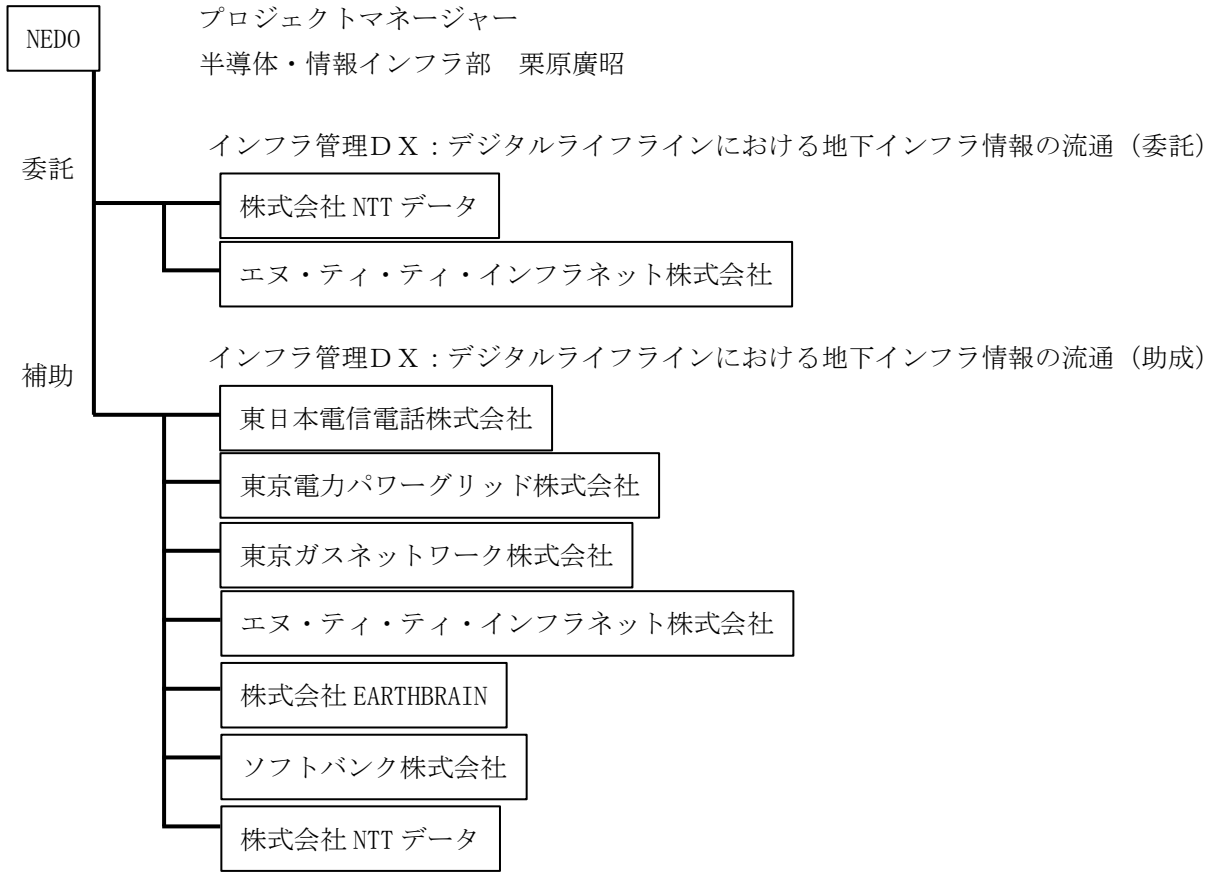 NEDO
プロジェクトマネージャー
半導体・情報インフラ部　栗原廣昭
委託
インフラ管理ＤＸ：デジタルライフラインにおける地下インフラ情報の流通（委託）
株式会社 NTT データ
エヌ・ティ・ティ・インフラネット株式会社
補助
インフラ管理ＤＸ：デジタルライフラインにおける地下インフラ情報の流通（助成）
東日本電信電話株式会社
東京電力パワーグリッド株式会社
東京ガスネットワーク株式会社
エヌ・ティ・ティ・インフラネット株式会社
株式会社 EARTHBRAIN
ソフトバンク株式会社
株式会社 NTT データ